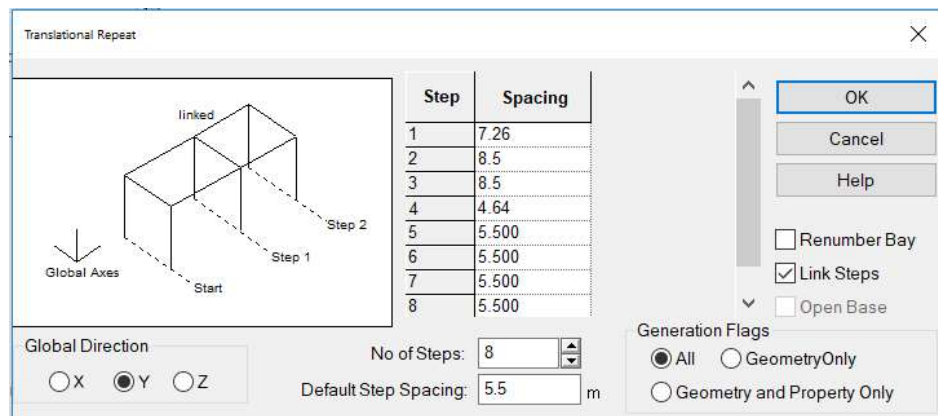 Translational Repeat
linked
Step 2
Step 1
Start
Global Axes
Step Spacing
1 7.26
2 8.5
3 8.5
4 4.64
5 5.500
6 5.500
7 5.500
8 5.500
OK
Cancel
Help
Renumber Bay
Link Steps
Open Base
Global Direction
X Y Z
No of Steps: 8
Default Step Spacing: 5.5 m
Generation Flags
All GeometryOnly
Geometry and Property Only